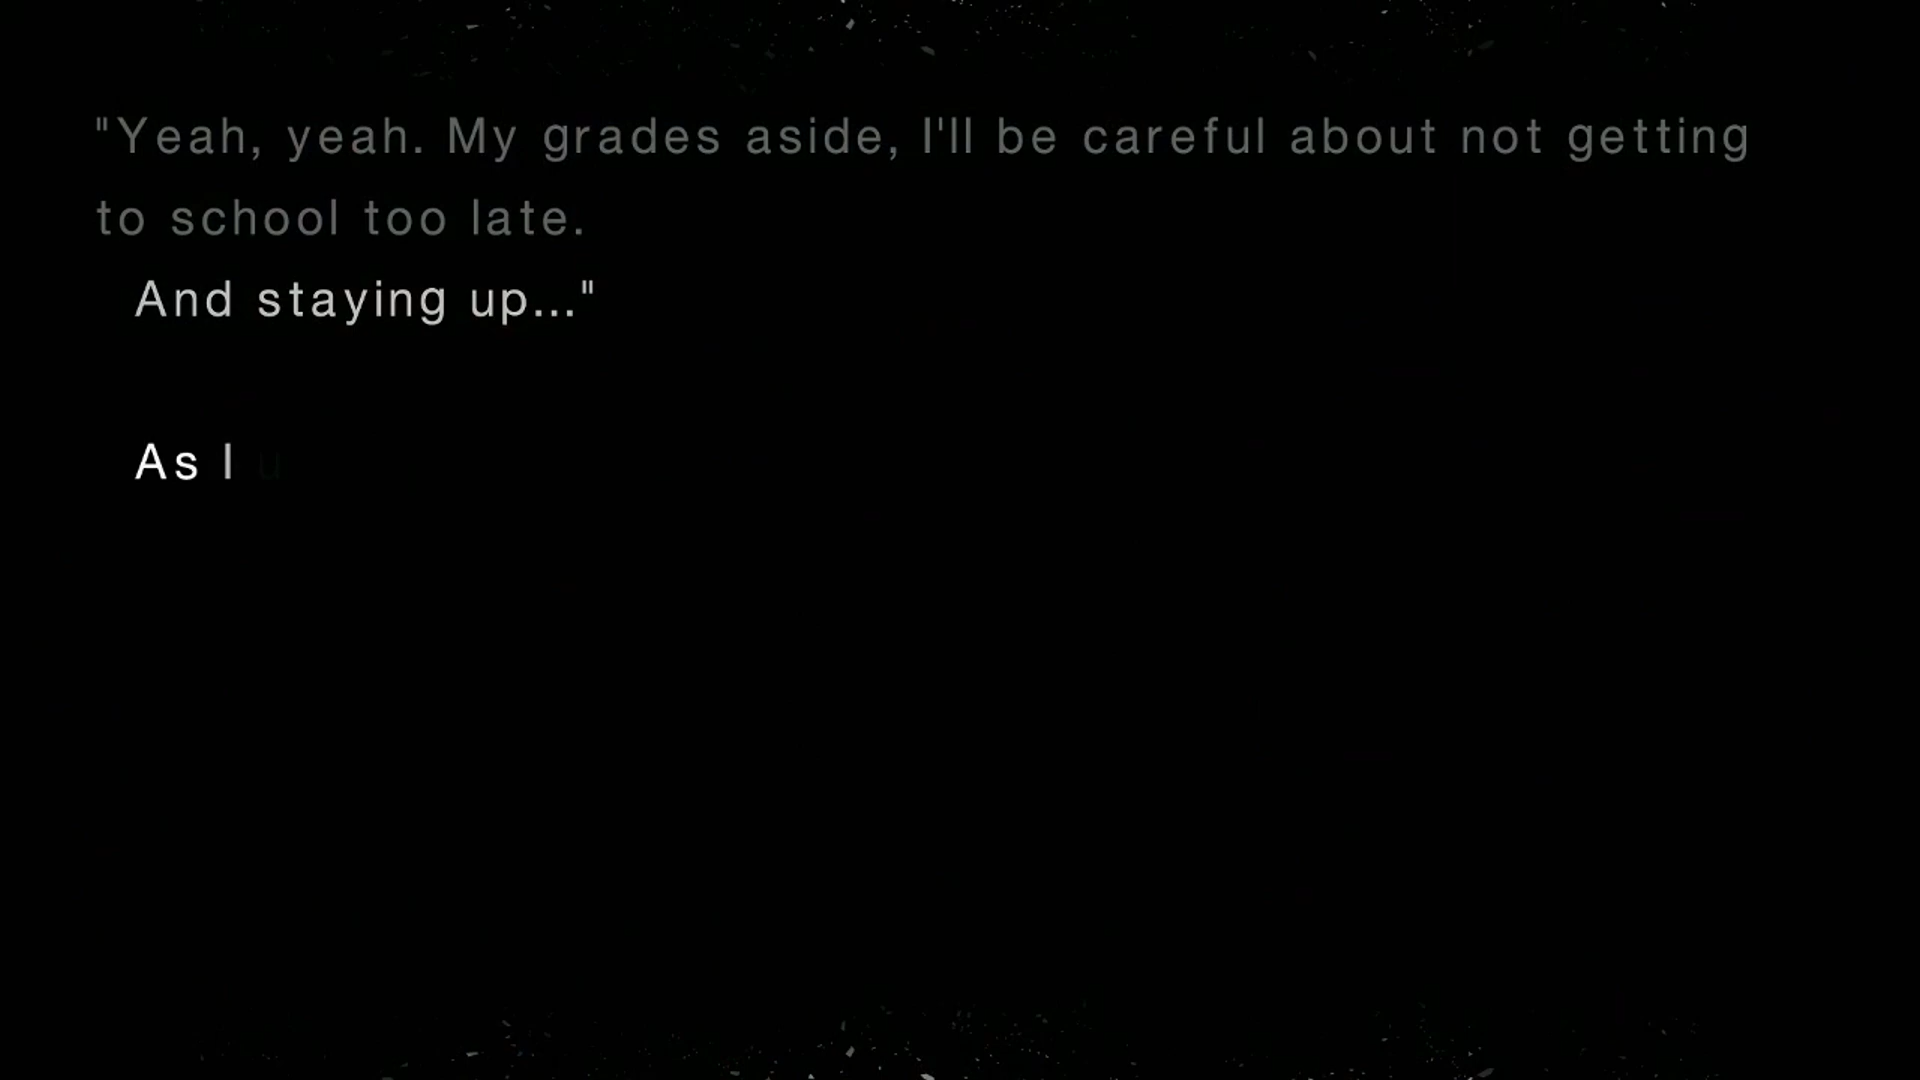 "Yeah, yeah. My grades aside, I'll be careful about not getting
to school too late.
And staying up..."
As I u